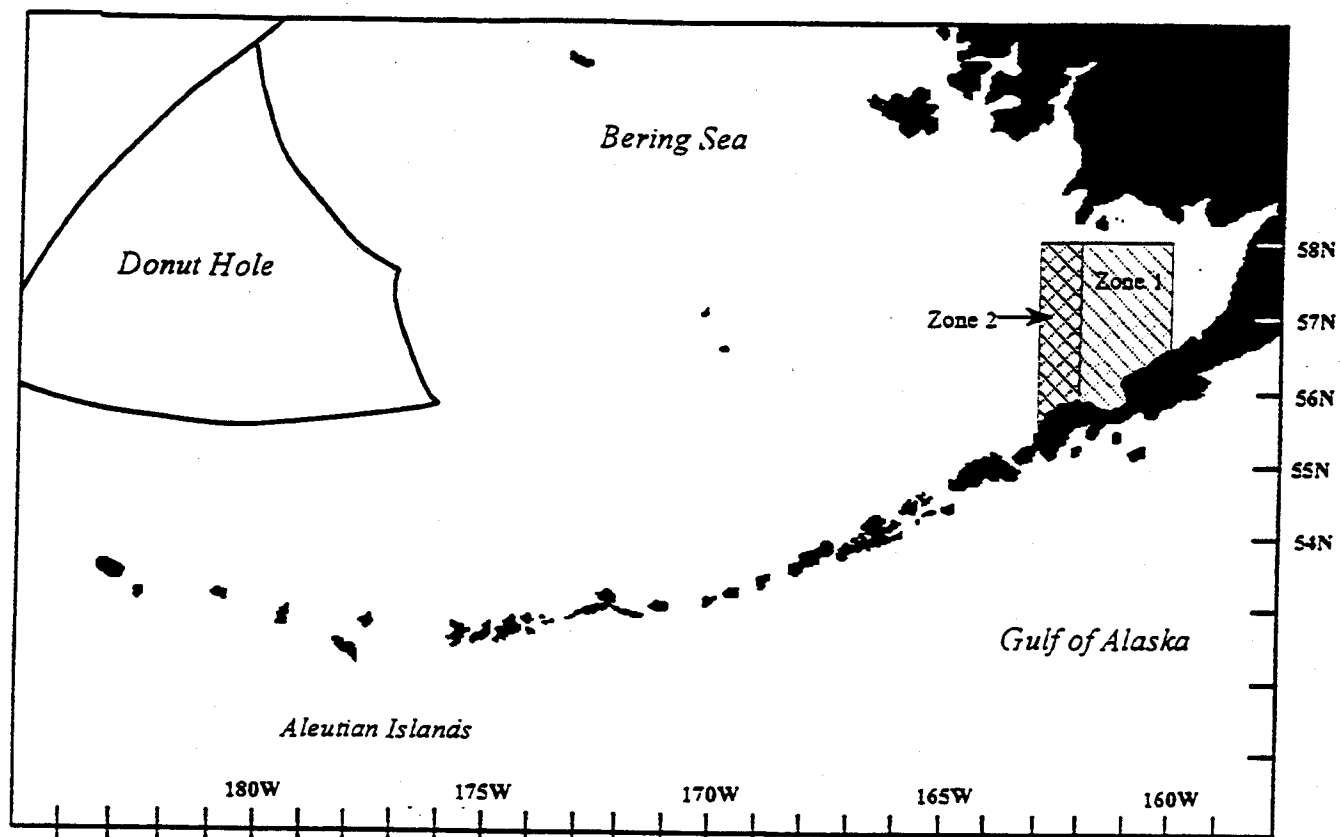 Bering Sea
Donut Hole
58N
Zone 1
Zone 2
57N
56N
55N
54N
Gulf of Alaska
Aleutian Islands
180W
175W
170W
165W
160W